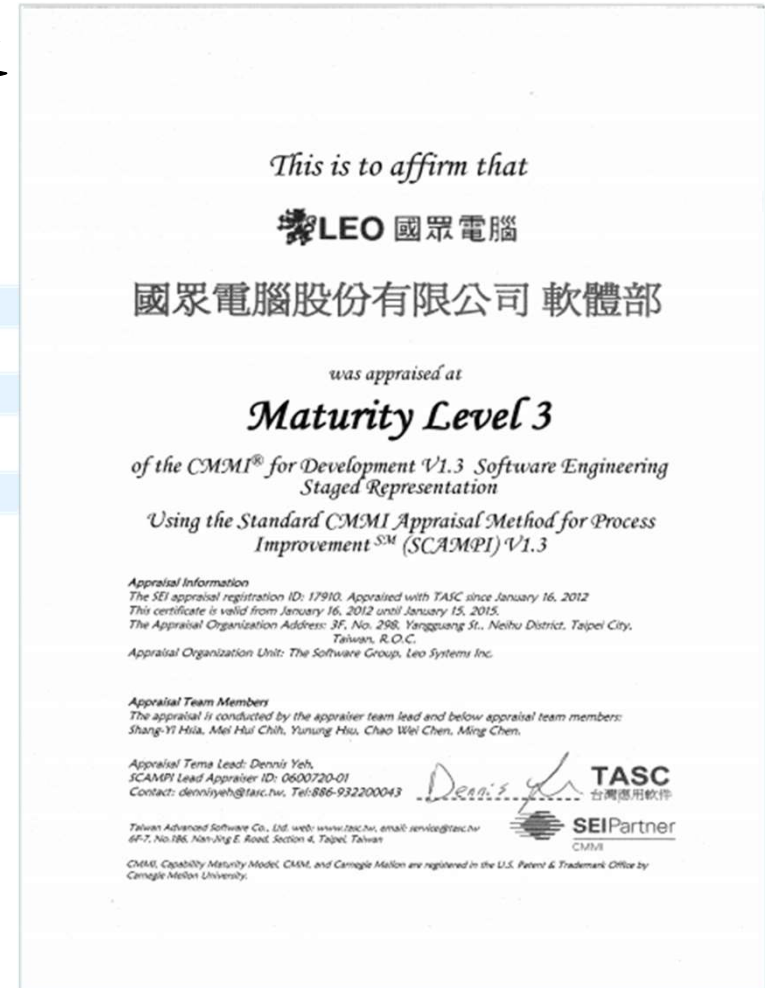 This is to affirm that
LEO 國眾電腦
國眾電腦股份有限公司 軟體部
was appraised at
Maturity Level 3
of the CMMI® for Development V1.3 Software Engineering
Staged Representation
Using the Standard CMMI Appraisal Method for Process
Improvement SM (SCAMPI) V1.3
Appraisal Information
The SEI appraisal registration ID: 17910. Appraised with TASC since January 16, 2012
This certificate is valid from January 16, 2012 until January 15, 2015.
The Appraisal Organization Address: 3F, No. 298, Yangguang St., Neihu District, Taipei City,
Taiwan, R.O.C.
Appraisal Organization Unit: The Software Group, Leo Systems Inc.
Appraisal Team Members
The appraisal is conducted by the appraiser team lead and below appraisal team members:
Shang-Yi Hsia, Mei Hui Chih, Yunung Hsu, Chao Wei Chen, Ming Chen.
Appraisal Tema Lead: Dennis Yeh,
SCAMPI Lead Appraiser ID: 0600720-01
Contact: dennisyeh@tasc.tw, Tel:886-932200043
Dennis Yeh
TASC
台灣應用軟件
Taiwan Advanced Software Co., Ltd. web: www.tasc.tw, email: service@tasc.tw
6F-7, No.186, Nan-Jing E. Road, Section 4, Taipei, Taiwan
SEIPartner
CMMI
CMMI, Capability Maturity Model, CMM, and Carnegie Mellon are registered in the U.S. Patent & Trademark Office by
Carnegie Mellon University.